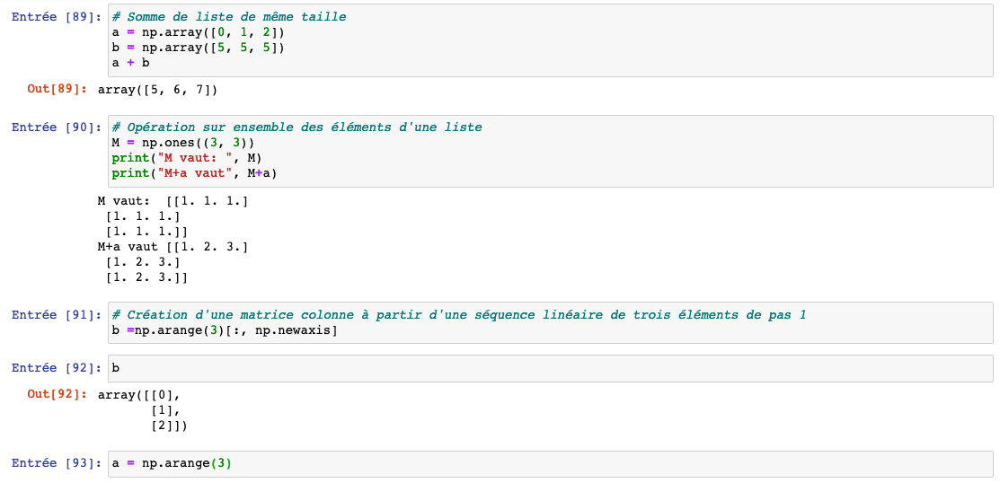 Entrée [89]: # Somme de liste de même taille
a = np.array([0, 1, 2])
b = np.array([5, 5, 5])
a + b
Out[89]: array([5, 6, 7])
Entrée [90]: # Opération sur ensemble des éléments d'une liste
M = np.ones((3, 3))
print("M vaut: ", M)
print("M+a vaut", M+a)
M vaut:  [[1. 1. 1.]
 [1. 1. 1.]
 [1. 1. 1.]]
M+a vaut [[1. 2. 3.]
 [1. 2. 3.]
 [1. 2. 3.]]
Entrée [91]: # Création d'une matrice colonne à partir d'une séquence linéaire de trois éléments de pas 1
b =np.arange(3)[:, np.newaxis]
Entrée [92]: b
Out[92]: array([[0],
       [1],
       [2]])
Entrée [93]: a = np.arange(3)